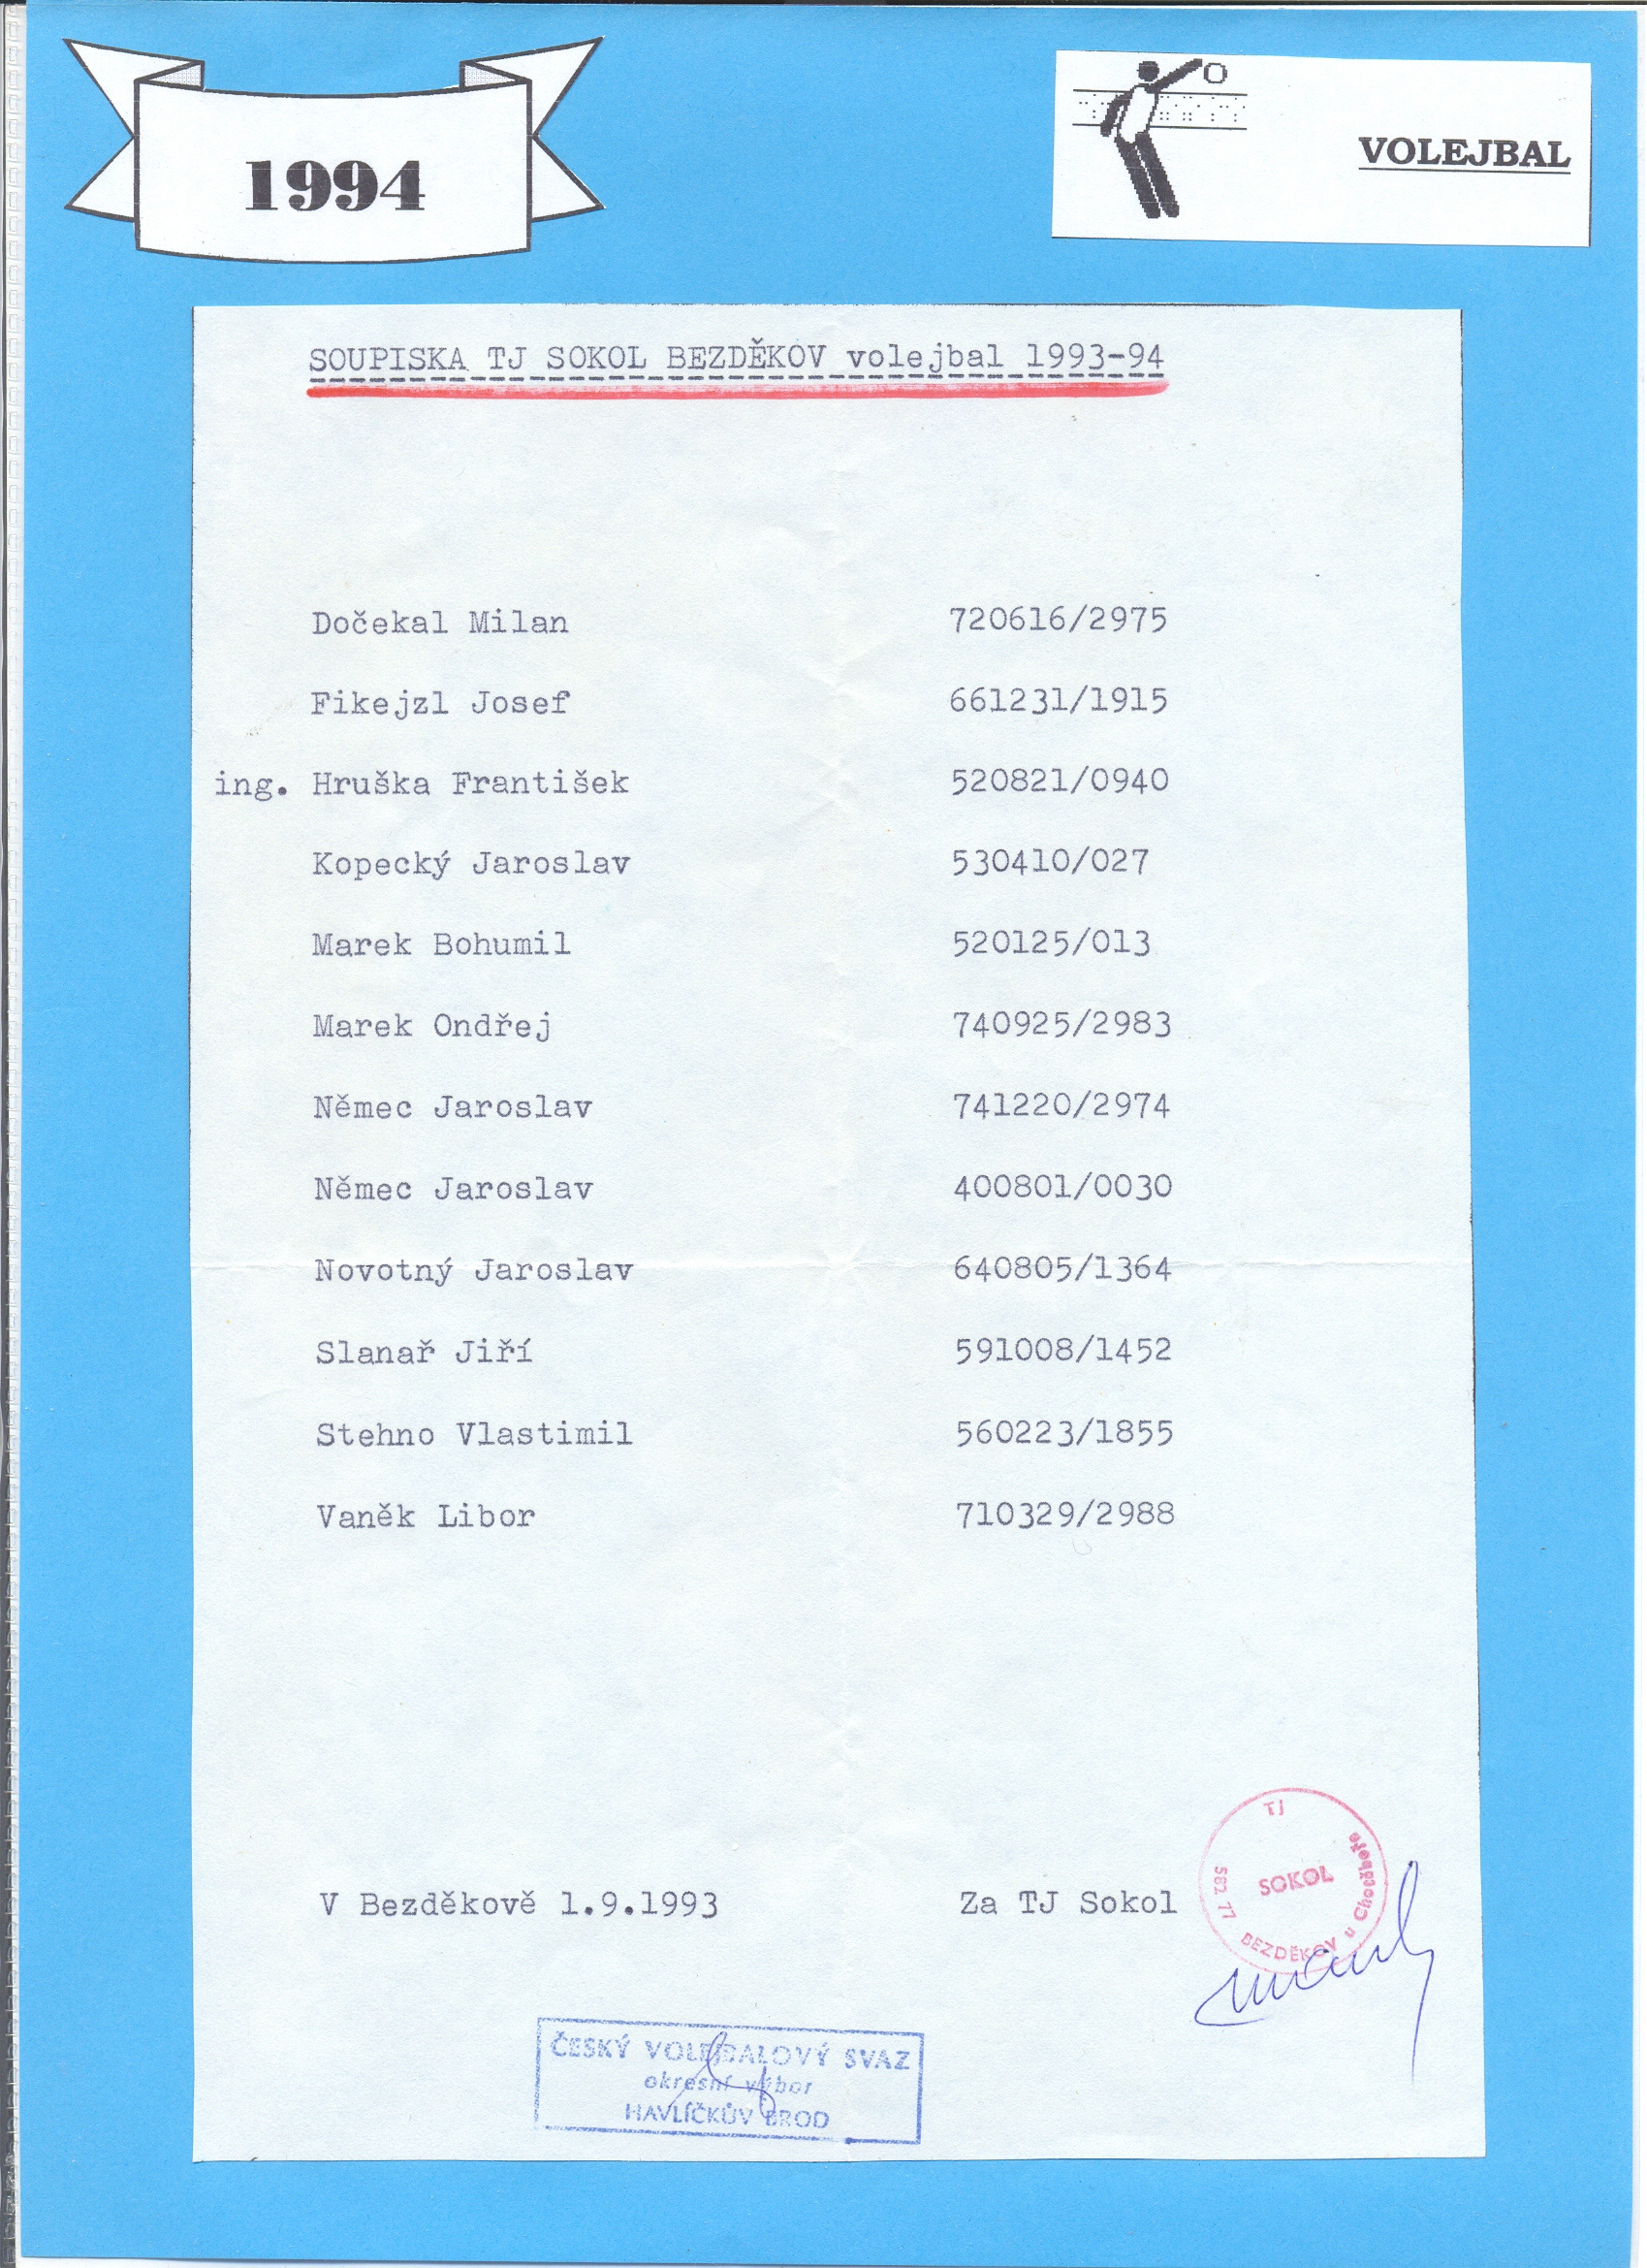 1994
VOLEJBAL
SOUPISKA TJ SOKOL BEZDĚKOV volejbal 1993-94
Dočekal Milan 720616/2975
Fikejzl Josef 661231/1915
ing. Hruška František 520821/0940
Kopecký Jaroslav 530410/027
Marek Bohumil 520125/013
Marek Ondřej 740925/2983
Němec Jaroslav 741220/2974
Němec Jaroslav 400801/0030
Novotný Jaroslav 640805/1364
Slanař Jiří 591008/1452
Stehno Vlastimil 560223/1855
Vaněk Libor 710329/2988
V Bezděkově 1.9.1993 Za TJ Sokol
TJ
SOKOL
582 77 BEZDĚKOV u Chotěboře
ČESKÝ VOLEJBALOVÝ SVAZ
okresní výbor
HAVLÍČKŮV BROD